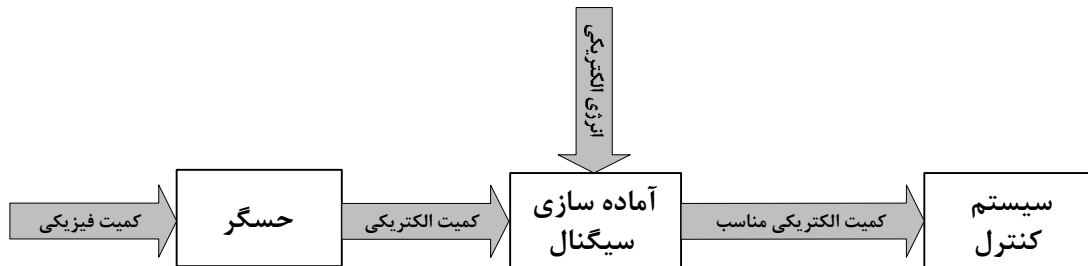 انرژی الکتریکی
کمیت فیزیکی
حسگر
کمیت الکتریکی
آماده سازی
سیگنال
کمیت الکتریکی مناسب
سیستم
کنترل